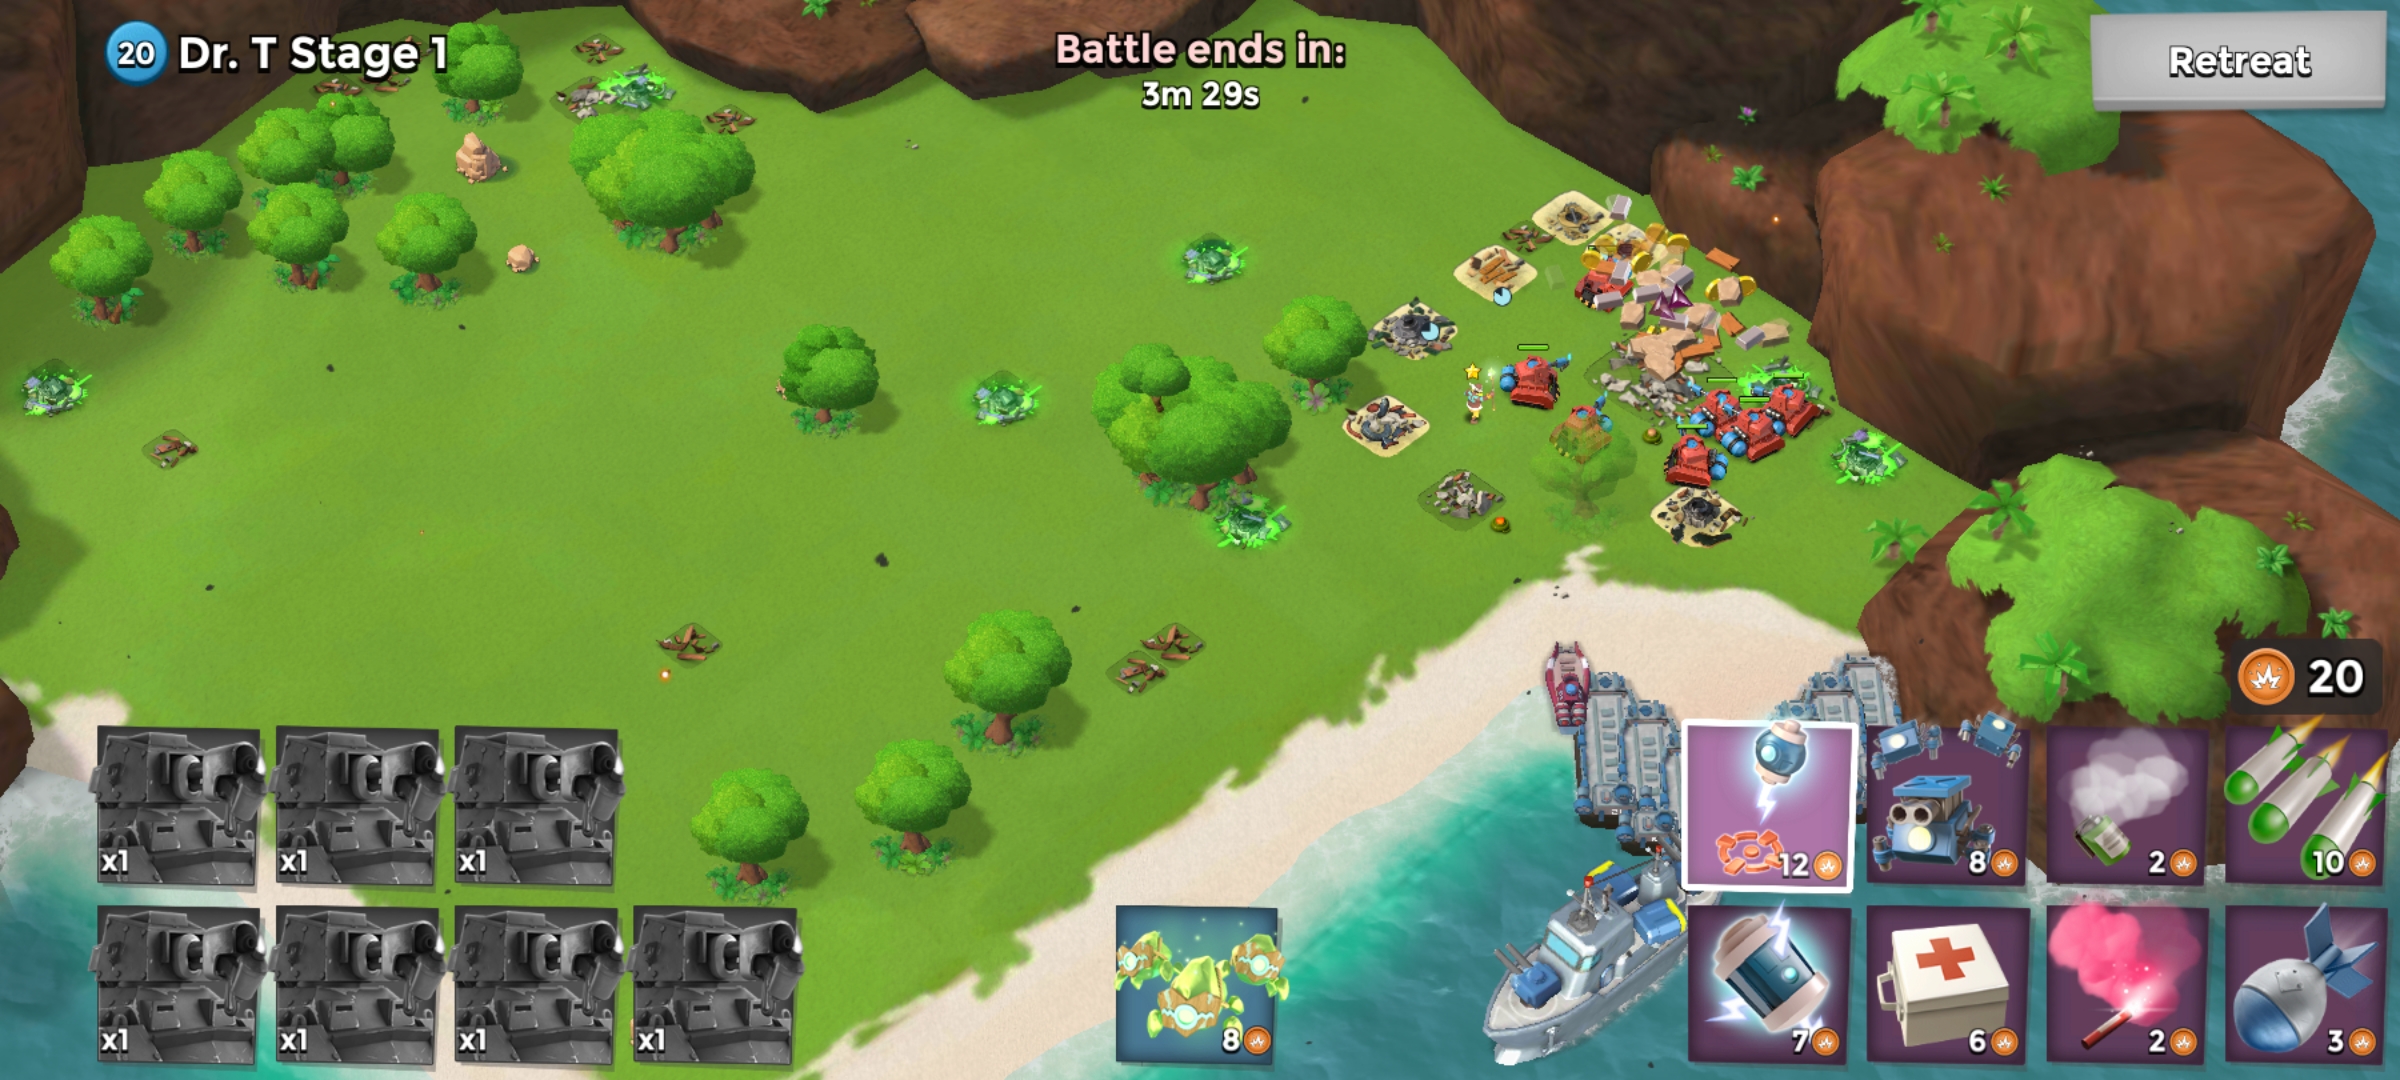 20 Dr. T Stage 1
Battle ends in:
3m 29s
Retreat
20
x1 x1 x1
12 8 2 10
x1 x1 x1 x1
8
7 6 2 3